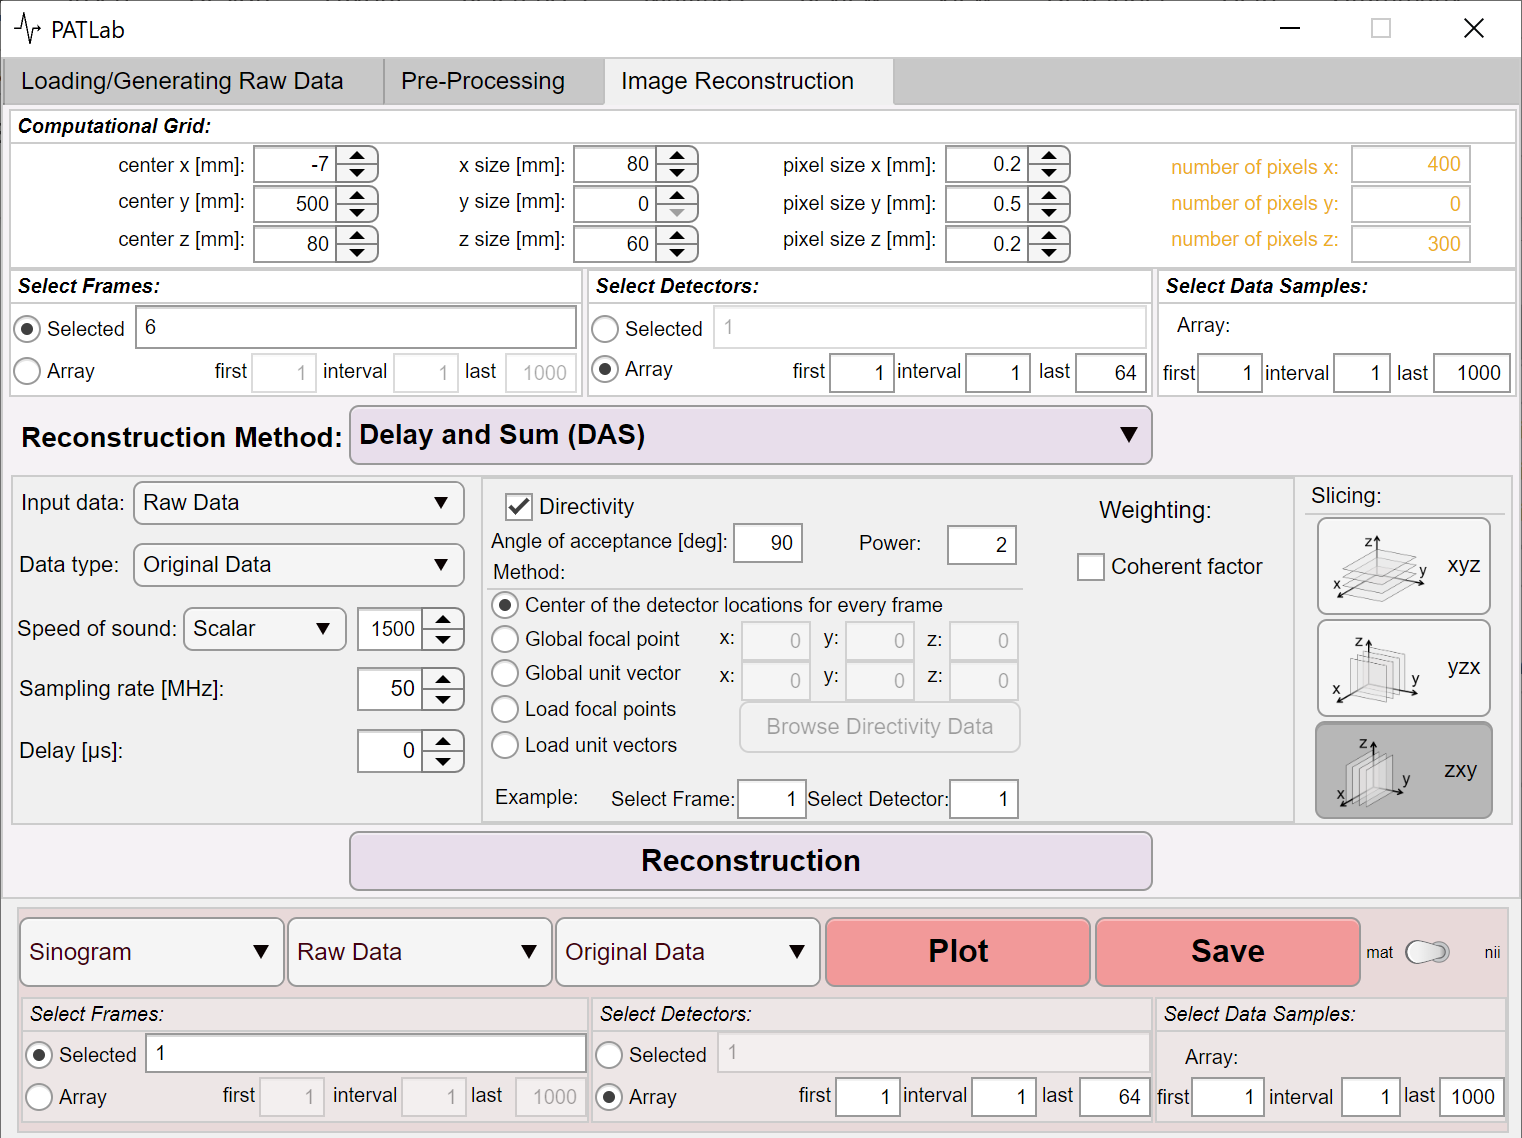 PATLab
Loading/Generating Raw Data Pre-Processing Image Reconstruction
Computational Grid:
center x [mm]: -7 x size [mm]: 80 pixel size x [mm]: 0.2 number of pixels x: 400
center y [mm]: 500 y size [mm]: 0 pixel size y [mm]: 0.5 number of pixels y: 0
center z [mm]: 80 z size [mm]: 60 pixel size z [mm]: 0.2 number of pixels z: 300
Select Frames: Select Detectors: Select Data Samples:
Selected 6 Selected 1 Array:
Array first 1 interval 1 last 1000 Array first 1 interval 1 last 64 first 1 interval 1 last 1000
Reconstruction Method: Delay and Sum (DAS)
Input data: Raw Data
Data type: Original Data
Speed of sound: Scalar 1500
Sampling rate [MHz]: 50
Delay [µs]: 0
Directivity
Angle of acceptance [deg]: 90 Power: 2
Method:
Center of the detector locations for every frame
Global focal point x: 0 y: 0 z: 0
Global unit vector x: 0 y: 0 z: 0
Load focal points
Load unit vectors
Browse Directivity Data
Example: Select Frame: 1 Select Detector: 1
Weighting:
Coherent factor
Slicing:
z x y xyz
z x y yzx
z x y zxy
Reconstruction
Sinogram Raw Data Original Data Plot Save mat nii
Select Frames: Select Detectors: Select Data Samples:
Selected 1 Selected 1 Array:
Array first 1 interval 1 last 1000 Array first 1 interval 1 last 64 first 1 interval 1 last 1000